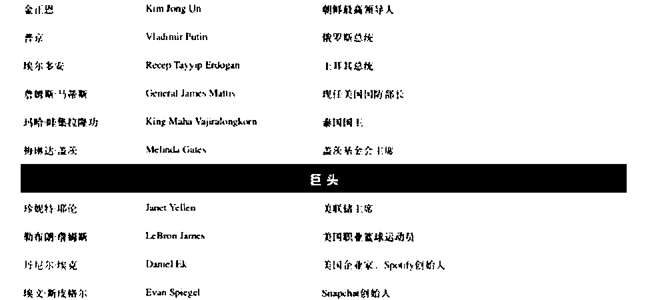 金正恩 Kim Jong Un 朝鲜最高领导人
普京 Vladimir Putin 俄罗斯总统
埃尔多安 Recep Tayyip Erdogan 土耳其总统
詹姆斯·马蒂斯 General James Mattis 现任美国国防部长
玛哈·哇集拉隆功 King Maha Vajiralongkorn 泰国国王
梅琳达·盖茨 Melinda Gates 盖茨基金会主席
巨头
珍妮特·耶伦 Janet Yellen 美联储主席
勒布朗·詹姆斯 LeBron James 美国职业篮球运动员
丹尼尔·埃克 Daniel Ek 美国企业家，Spotify创始人
埃文·斯皮格尔 Evan Spiegel Snapchat创始人